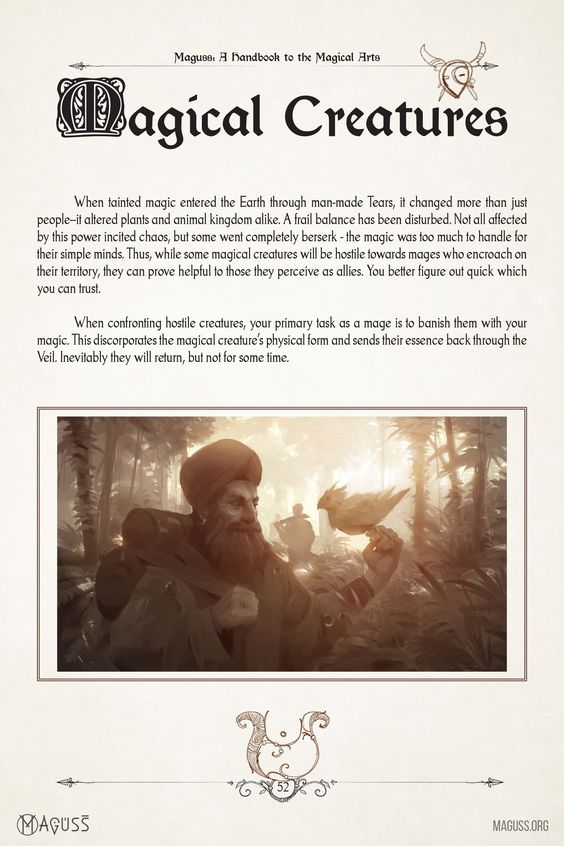 Maguss: A Handbook to the Magical Arts
Magical Creatures
When tainted magic entered the Earth through man-made Tears, it changed more than just
people--it altered plants and animal kingdom alike. A frail balance has been disturbed. Not all affected
by this power incited chaos, but some went completely berserk - the magic was too much to handle for
their simple minds. Thus, while some magical creatures will be hostile towards mages who encroach on
their territory, they can prove helpful to those they perceive as allies. You better figure out quick which
you can trust.
When confronting hostile creatures, your primary task as a mage is to banish them with your
magic. This discorporates the magical creature's physical form and sends their essence back through the
Veil. Inevitably they will return, but not for some time.
52
MAGUSS
MAGUSS.ORG